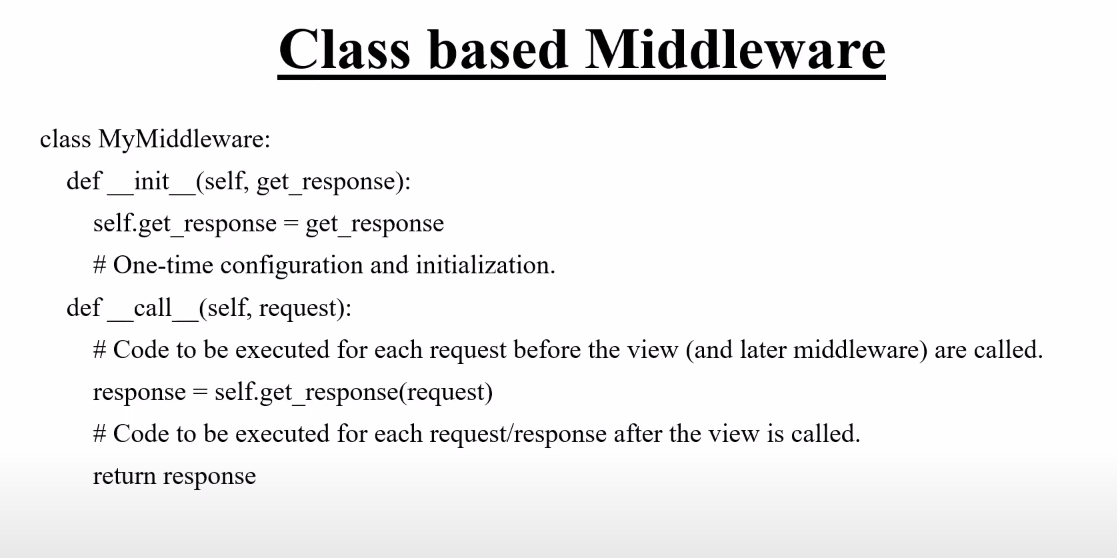 Class based Middleware
class MyMiddleware:
def __init__(self, get_response):
self.get_response = get_response
# One-time configuration and initialization.
def __call__(self, request):
# Code to be executed for each request before the view (and later middleware) are called.
response = self.get_response(request)
# Code to be executed for each request/response after the view is called.
return response